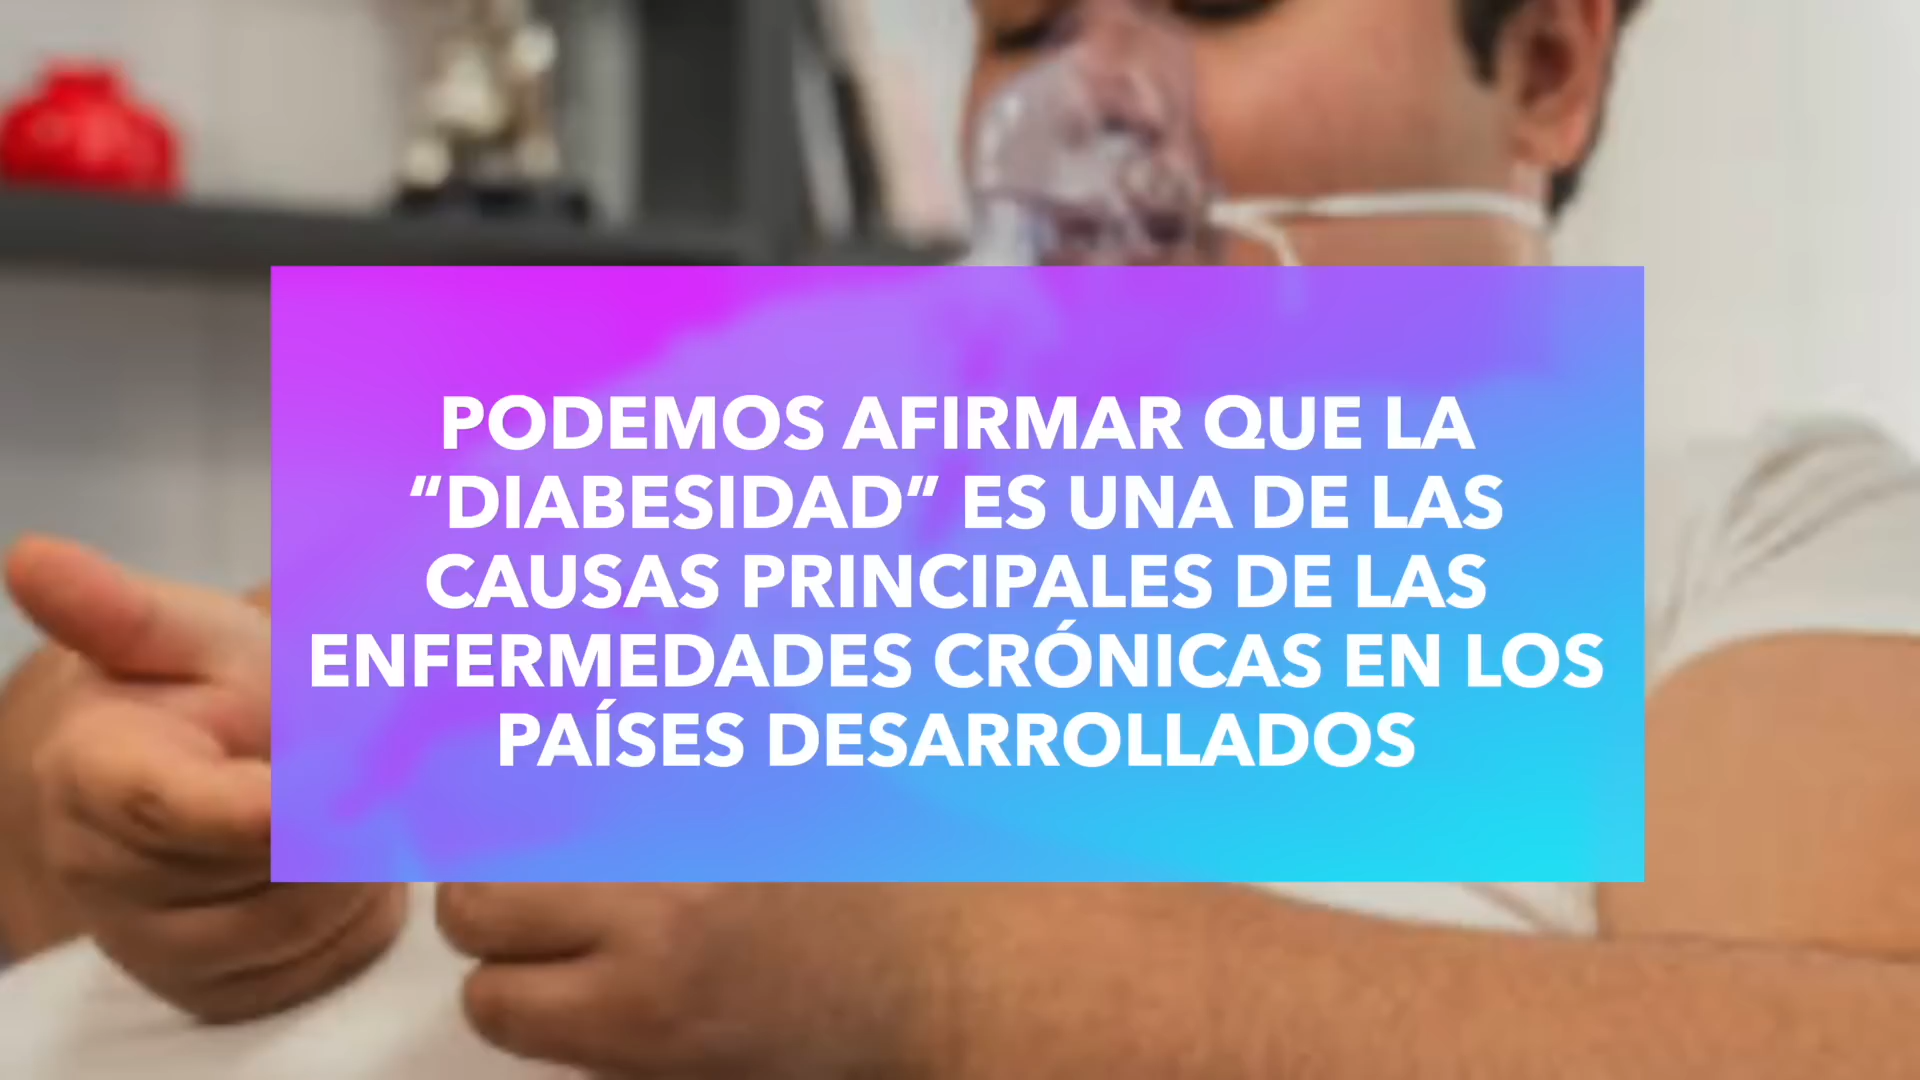 PODEMOS AFIRMAR QUE LA
“DIABESIDAD” ES UNA DE LAS
CAUSAS PRINCIPALES DE LAS
ENFERMEDADES CRÓNICAS EN LOS
PAÍSES DESARROLLADOS